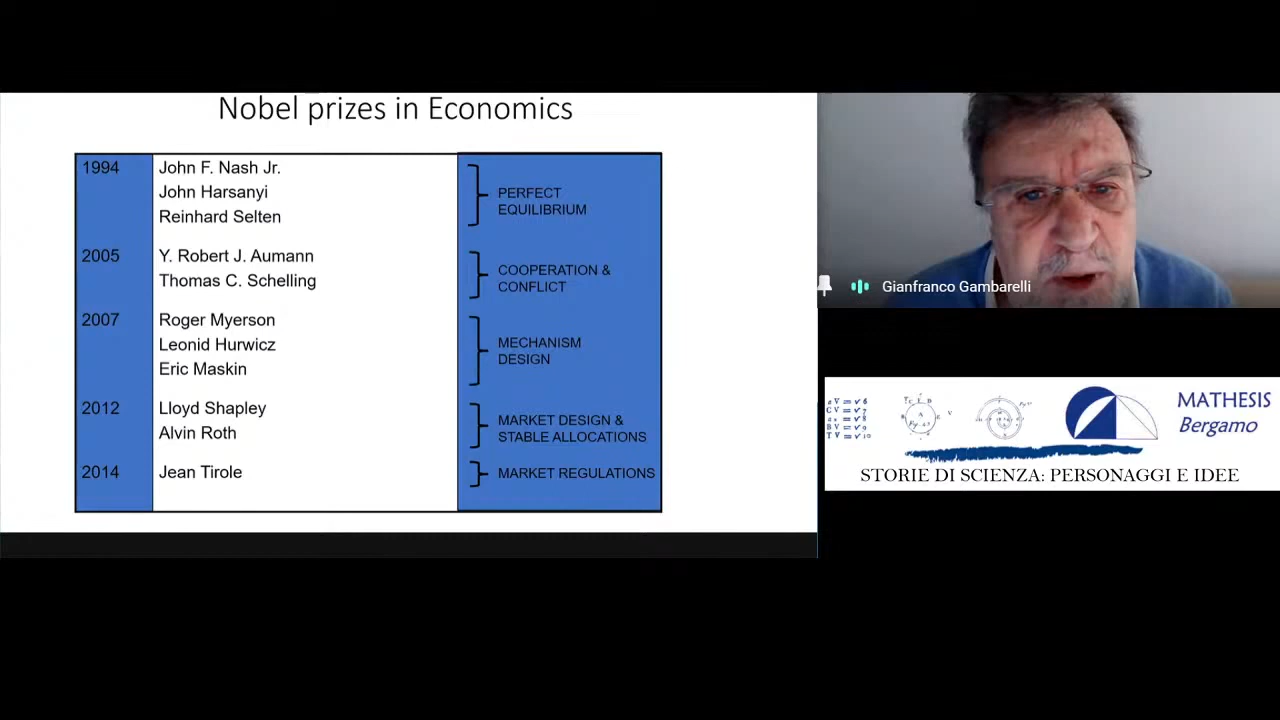 Nobel prizes in Economics
1994
John F. Nash Jr.
John Harsanyi
Reinhard Selten
PERFECT
EQUILIBRIUM
2005
Y. Robert J. Aumann
Thomas C. Schelling
COOPERATION &
CONFLICT
2007
Roger Myerson
Leonid Hurwicz
Eric Maskin
MECHANISM
DESIGN
2012
Lloyd Shapley
Alvin Roth
MARKET DESIGN &
STABLE ALLOCATIONS
2014
Jean Tirole
MARKET REGULATIONS
Gianfranco Gambarelli
MATHESIS
Bergamo
STORIE DI SCIENZA: PERSONAGGI E IDEE